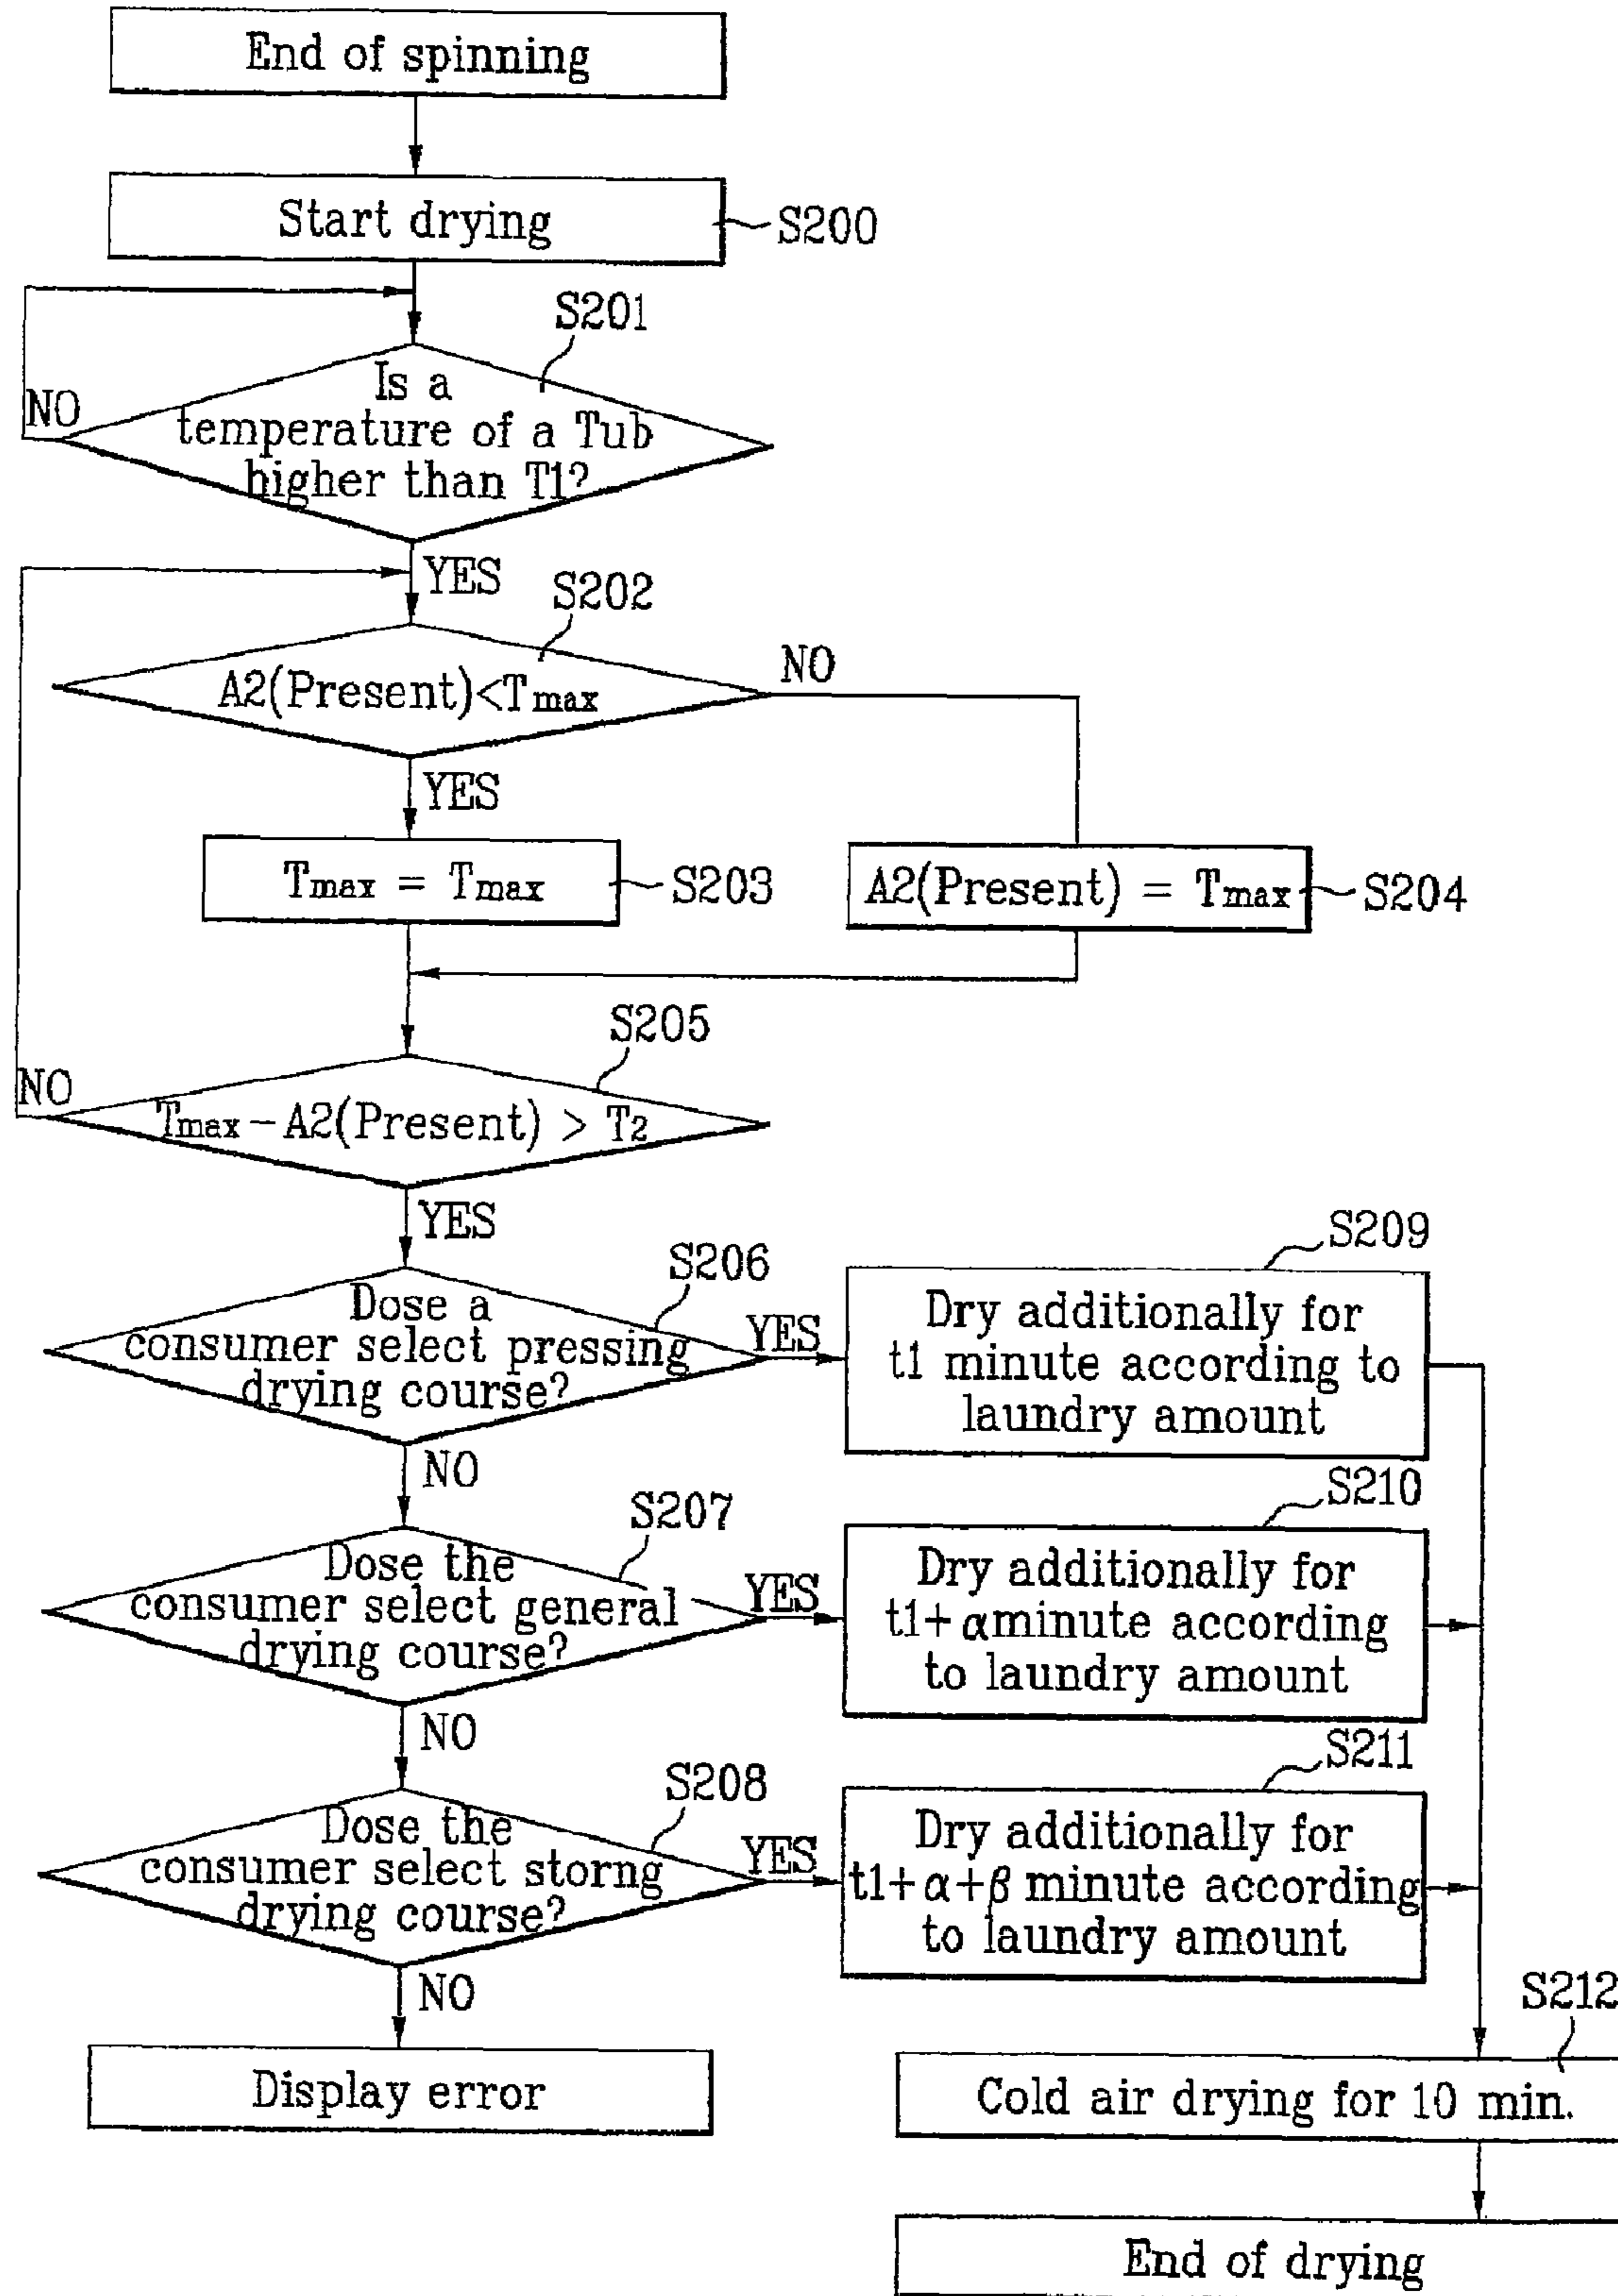 End of spinning
Start drying
S200
S201
Is a
temperature of a Tub
higher than T1?
NO
YES
S202
A2(Present)<Tmax
NO
YES
Tmax = Tmax
S203
A2(Present) = Tmax
S204
S205
Tmax-A2(Present) > T2
NO
YES
S206
Dose a
consumer select pressing
drying course?
YES
S209
Dry additionally for
t1 minute according to
laundry amount
NO
S207
Dose the
consumer select general
drying course?
YES
S210
Dry additionally for
t1+αminute according
to laundry amount
NO
S208
Dose the
consumer select storng
drying course?
YES
S211
Dry additionally for
t1+α+β minute according
to laundry amount
NO
Display error
S212
Cold air drying for 10 min.
End of drying